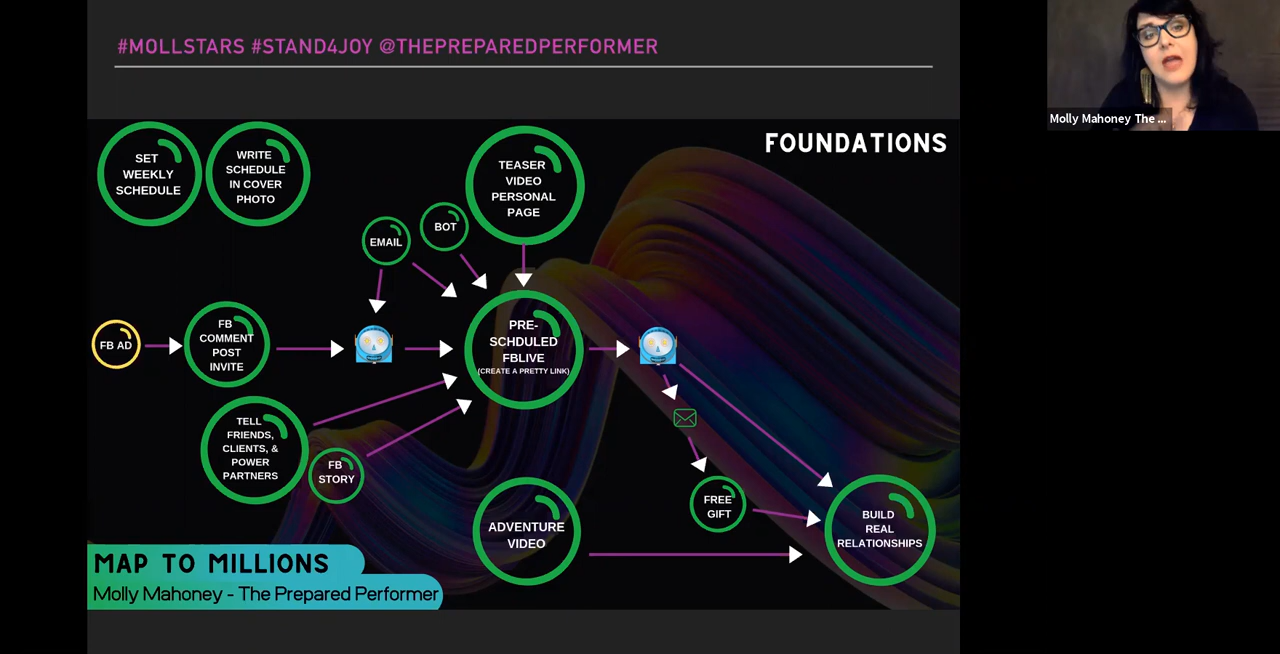 #MOLLSTARS #STAND4JOY @THEPREPAREDPERFORMER
Molly Mahoney The ...
FOUNDATIONS
SET
WEEKLY
SCHEDULE
WRITE
SCHEDULE
IN COVER
PHOTO
TEASER
VIDEO
PERSONAL
PAGE
EMAIL
BOT
FB AD
FB
COMMENT
POST
INVITE
PRE-
SCHDULED
FBLIVE
(CREATE A PRETTY LINK)
TELL
FRIENDS,
CLIENTS, &
POWER
PARTNERS
FB
STORY
FREE
GIFT
ADVENTURE
VIDEO
BUILD
REAL
RELATIONSHIPS
MAP TO MILLIONS
Molly Mahoney - The Prepared Performer